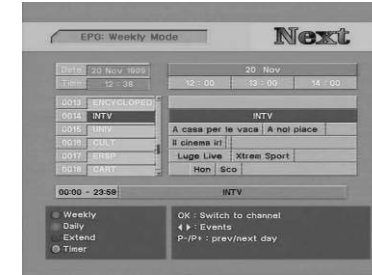 EPG: Weekly Mode
Next
Date 20 Nov 1999 20 Nov
Time 12 : 38 12 : 00 13 : 00 14 : 00
0013 ENCYCLOPED
0014 INTV INTV
0015 UNIV A casa per le vaca A noi piace
0016 CULT Il cinema in!
0017 ERSP Luge Live Xtrem Sport
0018 CART Hon Sco
00:00 - 23:59 INTV
Weekly OK : Switch to channel
Daily ◄ ► : Events
Extend P-/P+ : prev/next day
Timer